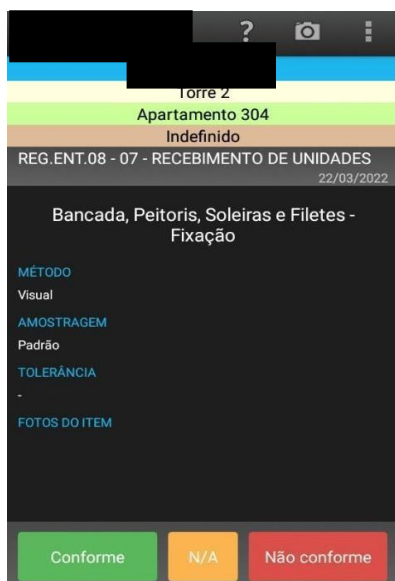 ?
Torre 2
Apartamento 304
Indefinido
REG.ENT.08 - 07 - RECEBIMENTO DE UNIDADES
22/03/2022
Bancada, Peitoris, Soleiras e Filetes -
Fixação
MÉTODO
Visual
AMOSTRAGEM
Padrão
TOLERÂNCIA
-
FOTOS DO ITEM
Conforme N/A Não conforme